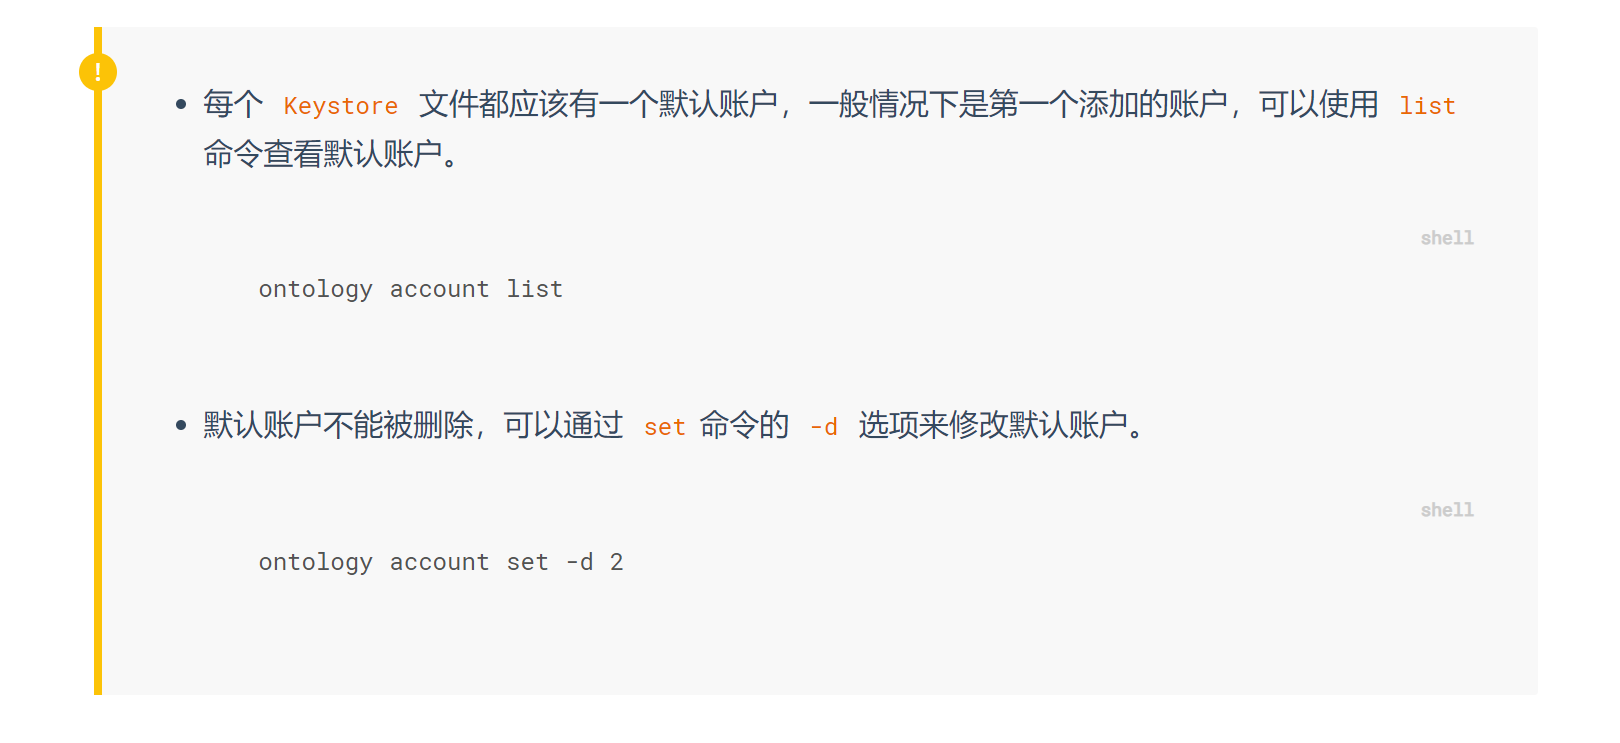 !
每个 Keystore 文件都应该有一个默认账户，一般情况下是第一个添加的账户，可以使用 list
命令查看默认账户。
shell
ontology account list
默认账户不能被删除，可以通过 set 命令的 -d 选项来修改默认账户。
shell
ontology account set -d 2